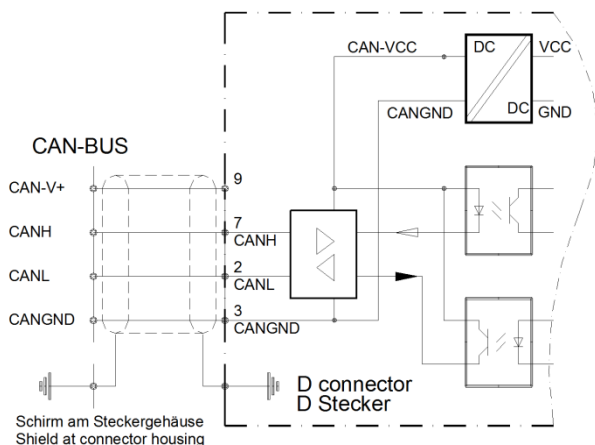 CAN-VCC
DC
VCC
CANGND
DC
GND
CAN-BUS
CAN-V+
9
CANH
7
CANH
CANL
2
CANL
CANGND
3
CANGND
D connector
D Stecker
Schirm am Steckergehäuse
Shield at connector housing